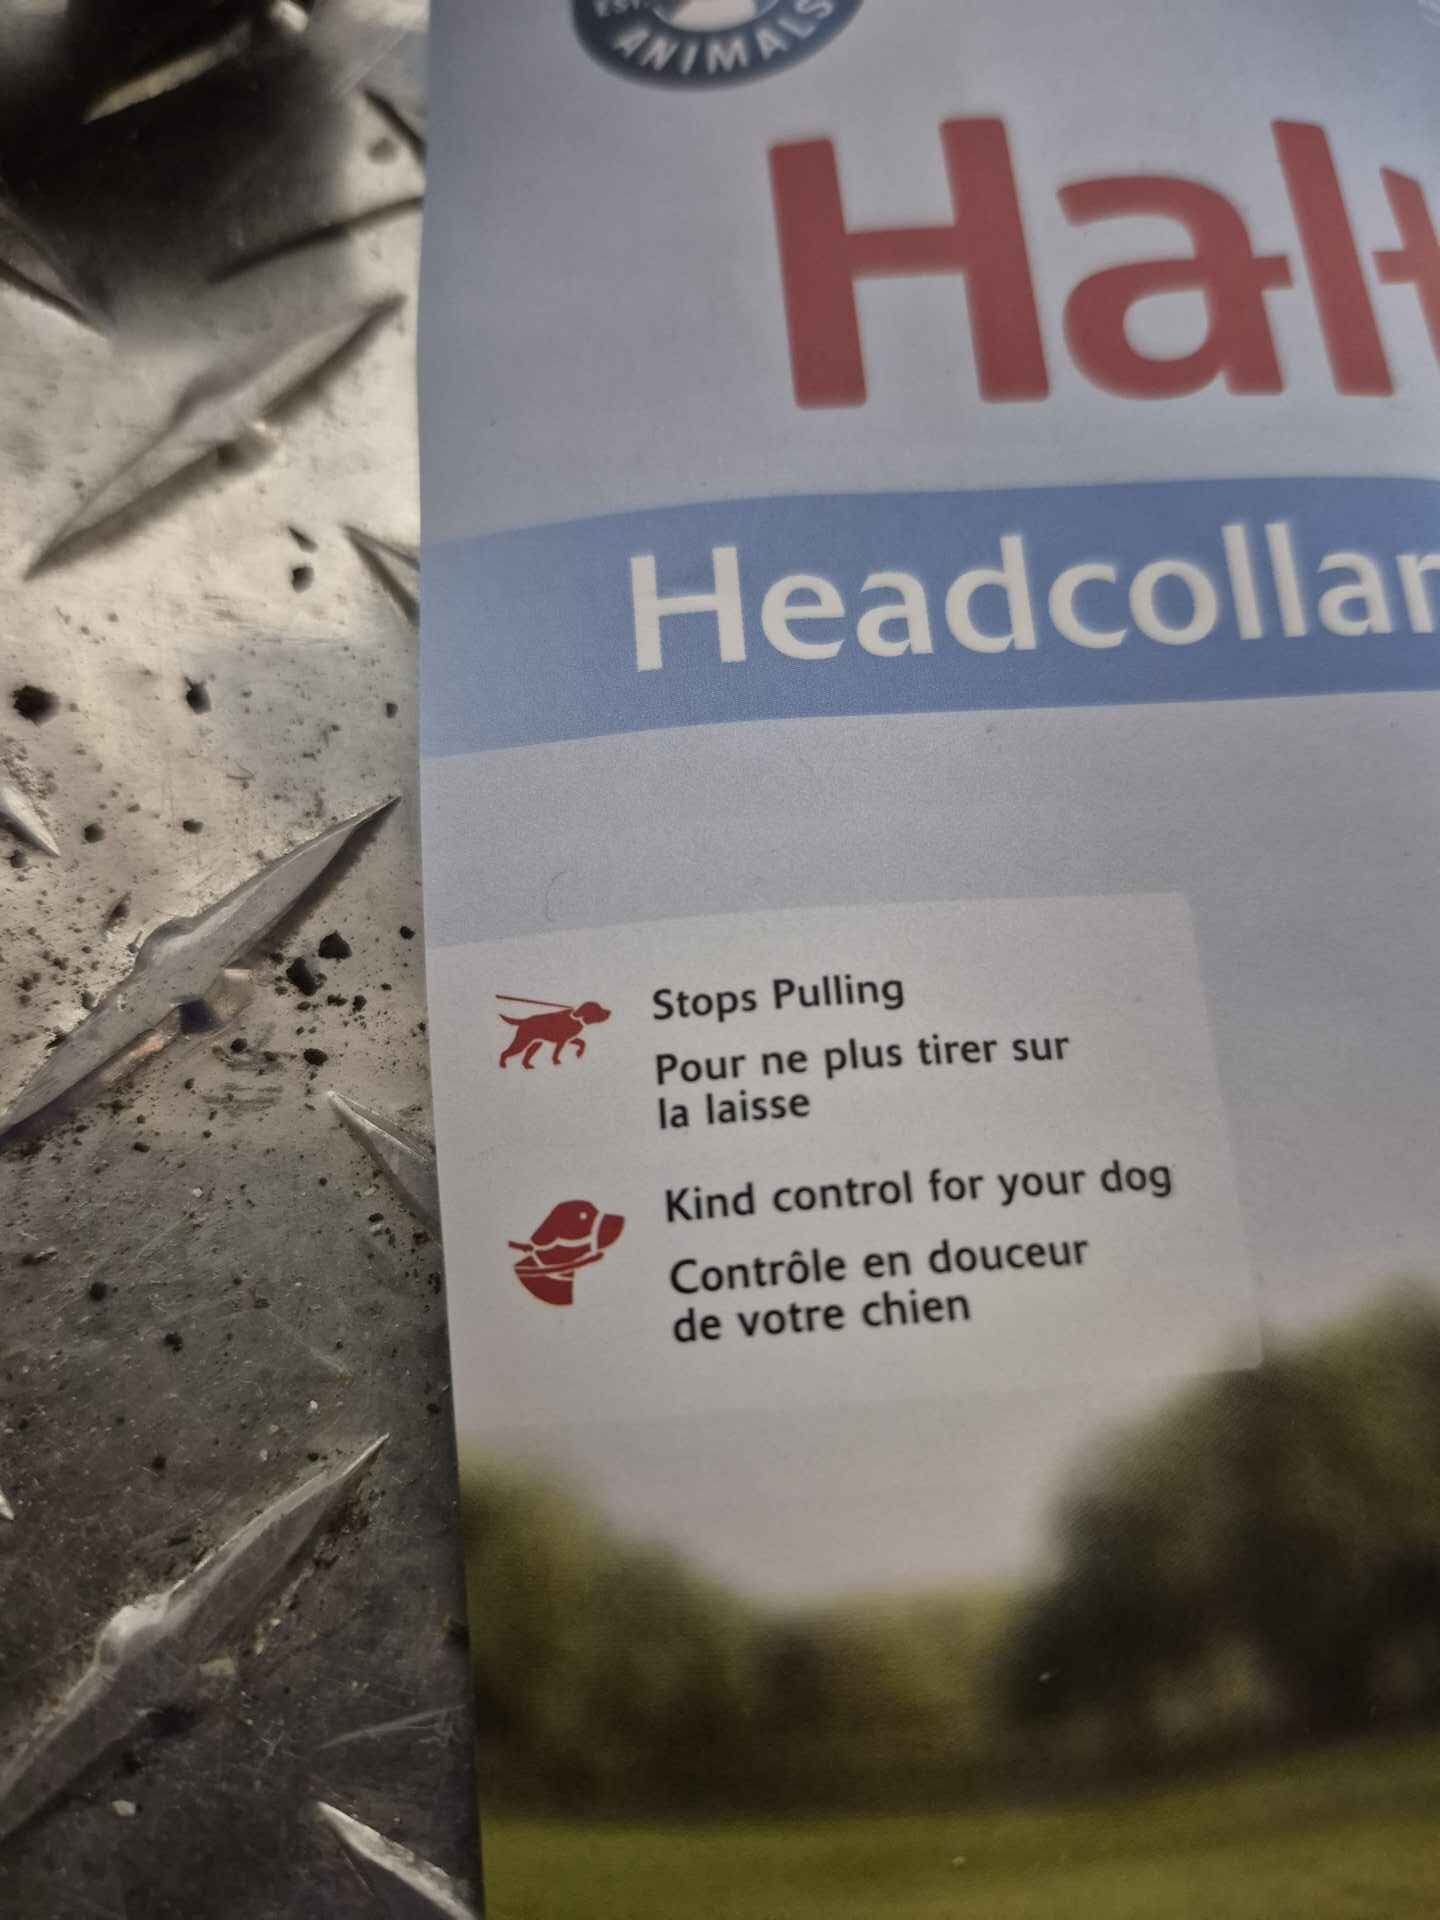 ANIMALS
Headcollar
Stops Pulling
Pour ne plus tirer sur
la laisse
Kind control for your dog
Contrôle en douceur
de votre chien